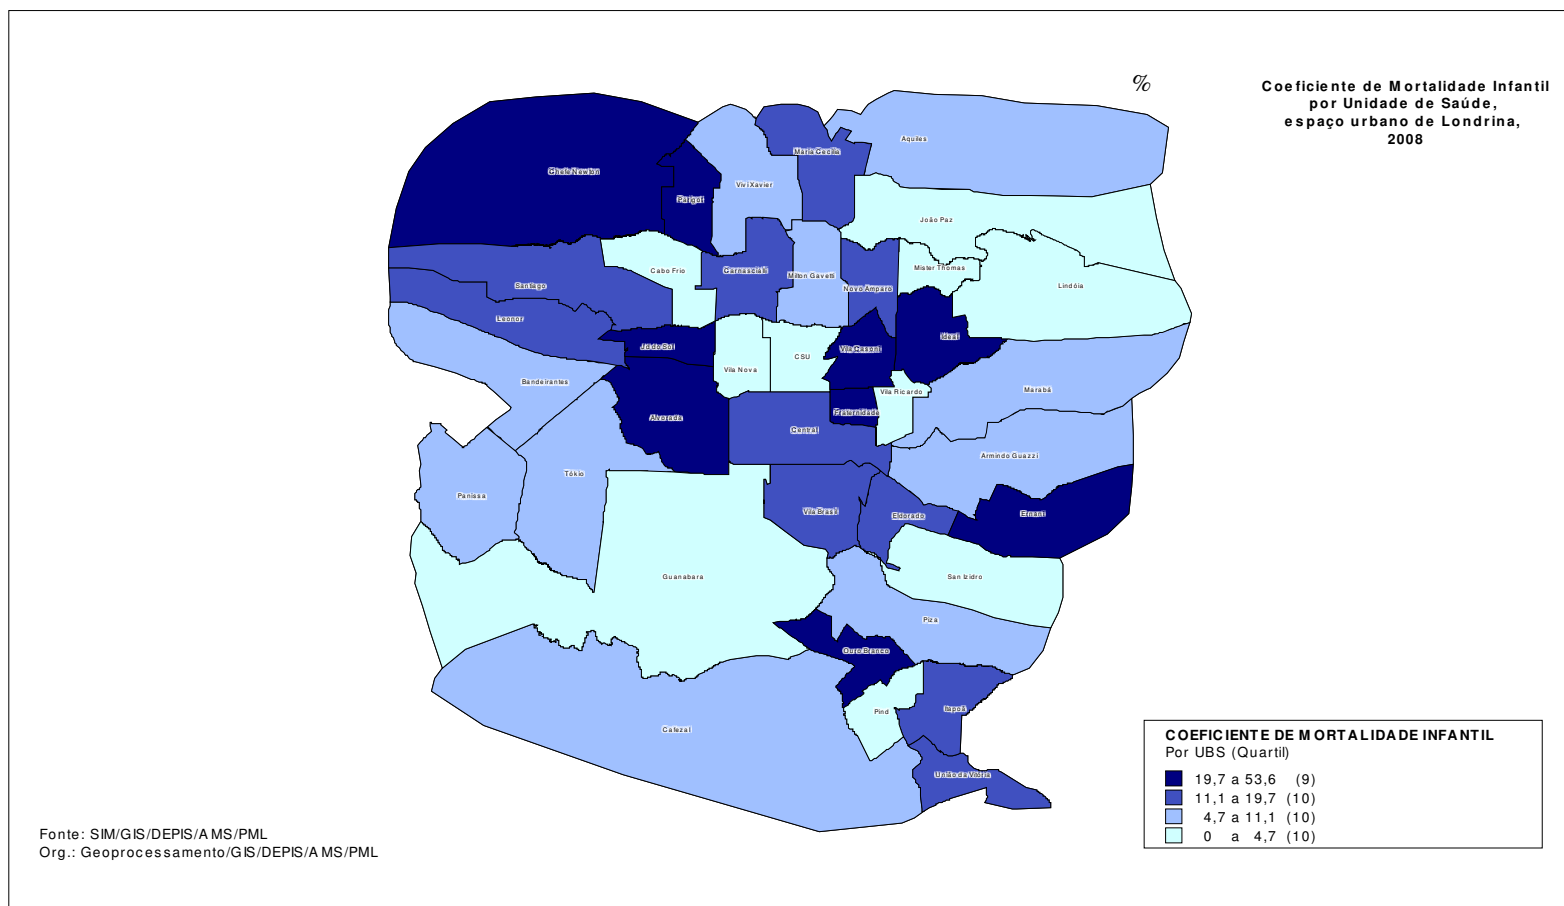 %
Coeficiente de Mortalidade Infantil
por Unidade de Saúde,
espaço urbano de Londrina,
2008
Aquiles
Maria Cecília
Chefe Newton
Vivi Xavier
Parigot
João Paz
Cabo Frio
Carnascialli
Milton Gavetti
Mister Thomas
Santiago
Novo Amparo
Lindóia
Leonor
Ideal
Jd do Sol
Vila Casoni
CSU
Vila Nova
Bandeirantes
Marabá
Vila Ricardo
Fraternidade
Alvorada
Central
Armindo Guazzi
Tókio
Panissa
Vila Brasil
Eldorado
Ernani
Guanabara
San Izidro
Piza
Ouro Branco
Pind
Itapoã
Cafezal
União da Vitória
COEFICIENTE DE MORTALIDADE INFANTIL
Por UBS (Quartil)
19,7 a 53,6 (9)
11,1 a 19,7 (10)
4,7 a 11,1 (10)
0 a 4,7 (10)
Fonte: SIM/GIS/DEPIS/AMS/PML
Org.: Geoprocessamento/GIS/DEPIS/AMS/PML